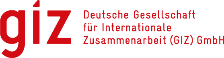 giz
Deutsche Gesellschaft
für Internationale
Zusammenarbeit (GIZ) GmbH